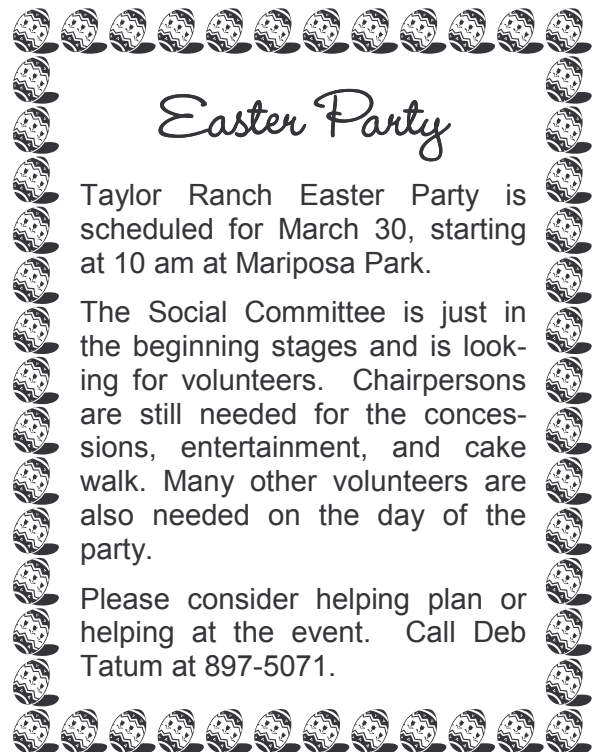 Easter Party
Taylor Ranch Easter Party is
scheduled for March 30, starting
at 10 am at Mariposa Park.
The Social Committee is just in
the beginning stages and is look-
ing for volunteers.  Chairpersons
are still needed for the conces-
sions, entertainment, and cake
walk. Many other volunteers are
also needed on the day of the
party.
Please consider helping plan or
helping at the event.  Call Deb
Tatum at 897-5071.